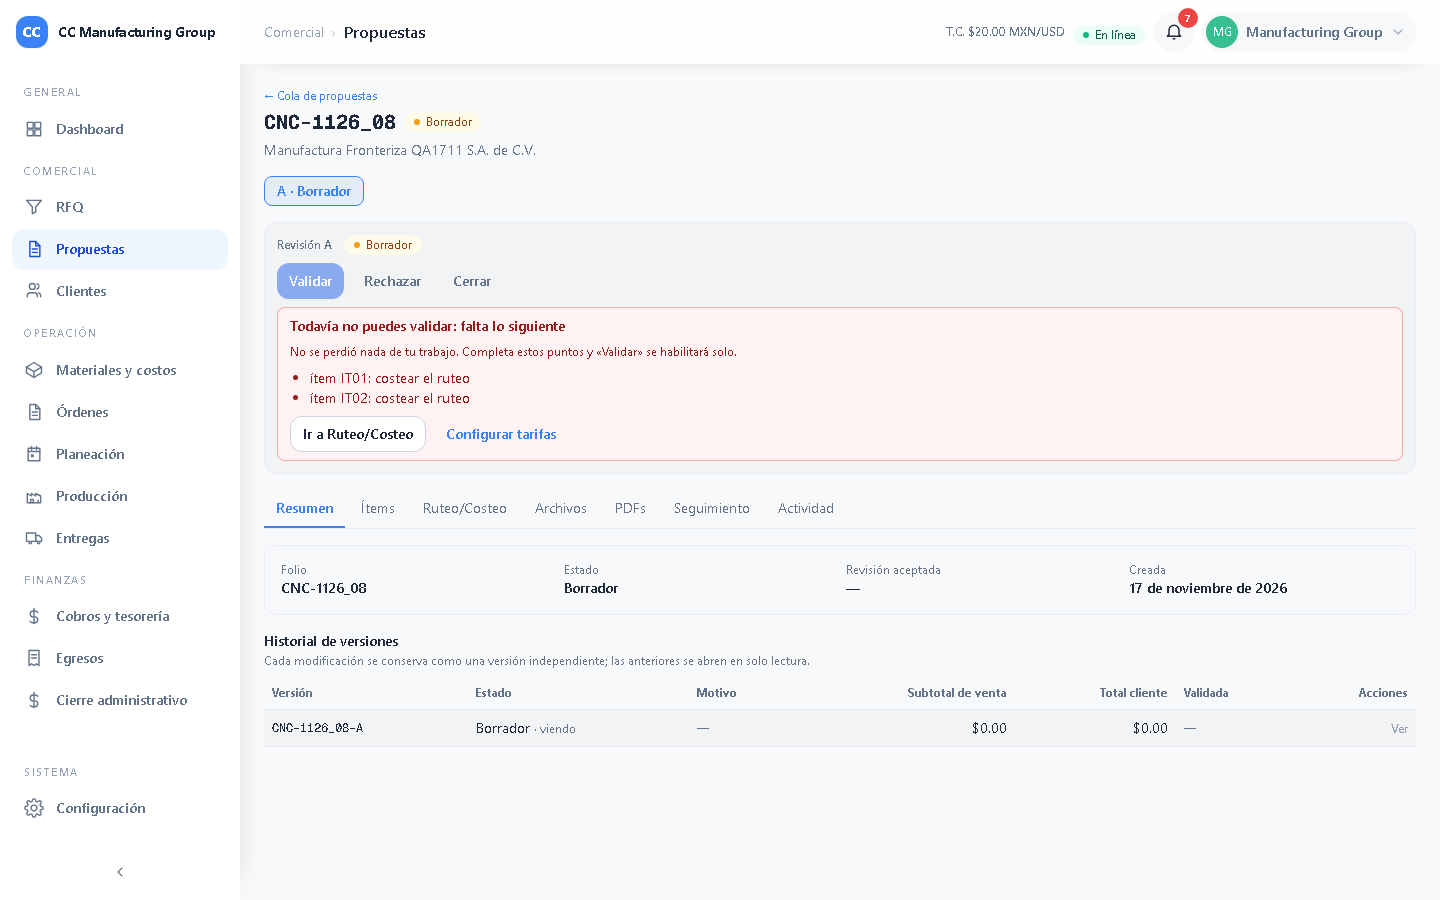 CC CC Manufacturing Group
GENERAL
Dashboard
COMERCIAL
RFQ
Propuestas
Clientes
OPERACIÓN
Materiales y costos
Órdenes
Planeación
Producción
Entregas
FINANZAS
Cobros y tesorería
Egresos
Cierre administrativo
SISTEMA
Configuración
Comercial › Propuestas
T.C. $20.00 MXN/USD
En línea
7
MG Manufacturing Group
← Cola de propuestas
CNC-1126_08 Borrador
Manufactura Fronteriza QA1711 S.A. de C.V.
A · Borrador
Revisión A Borrador
Validar Rechazar Cerrar
Todavía no puedes validar: falta lo siguiente
No se perdió nada de tu trabajo. Completa estos puntos y «Validar» se habilitará solo.
• ítem IT01: costear el ruteo
• ítem IT02: costear el ruteo
Ir a Ruteo/Costeo Configurar tarifas
Resumen Ítems Ruteo/Costeo Archivos PDFs Seguimiento Actividad
Folio Estado Revisión aceptada Creada
CNC-1126_08 Borrador — 17 de noviembre de 2026
Historial de versiones
Cada modificación se conserva como una versión independiente; las anteriores se abren en solo lectura.
Versión Estado Motivo Subtotal de venta Total cliente Validada Acciones
CNC-1126_08-A Borrador · viendo — $0.00 $0.00 — Ver